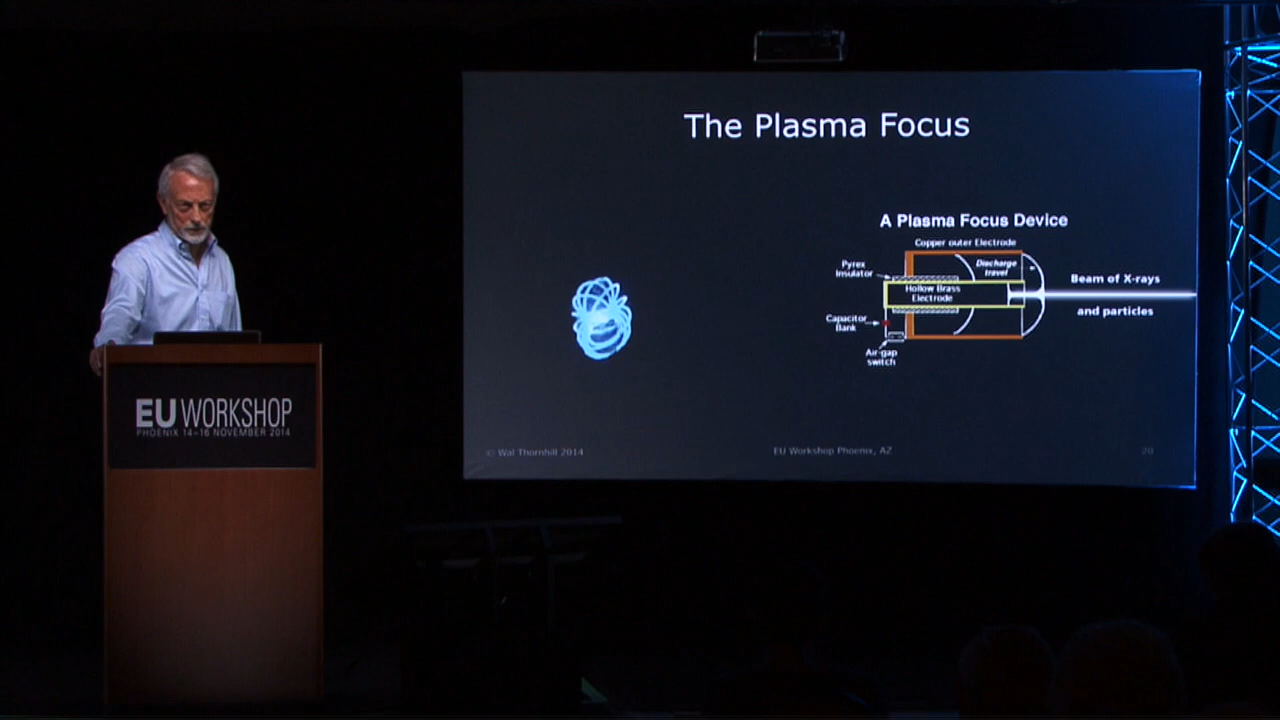 The Plasma Focus
A Plasma Focus Device
Copper outer Electrode
Pyrex
Insulator
Discharge
travel
Hollow Brass
Electrode
Beam of X-rays
and particles
Capacitor
Bank
Air-gap
switch
© Wal Thornhill 2014
EU Workshop Phoenix, AZ
20
EU WORKSHOP
PHOENIX 14-16 NOVEMBER 2014